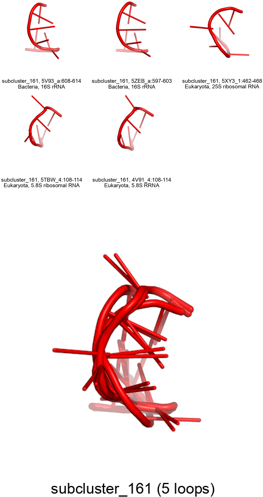 subcluster_161, 5V93_a:608-614
Bacteria, 16S rRNA
subcluster_161, 5ZEB_a:597-603
Bacteria, 16S rRNA
subcluster_161, 5XY3_1:462-468
Eukaryota, 25S ribosomal RNA
subcluster_161, 5TBW_4:108-114
Eukaryota, 5.8S ribosomal RNA
subcluster_161, 4V91_4:108-114
Eukaryota, 5.8S RRNA
subcluster_161 (5 loops)